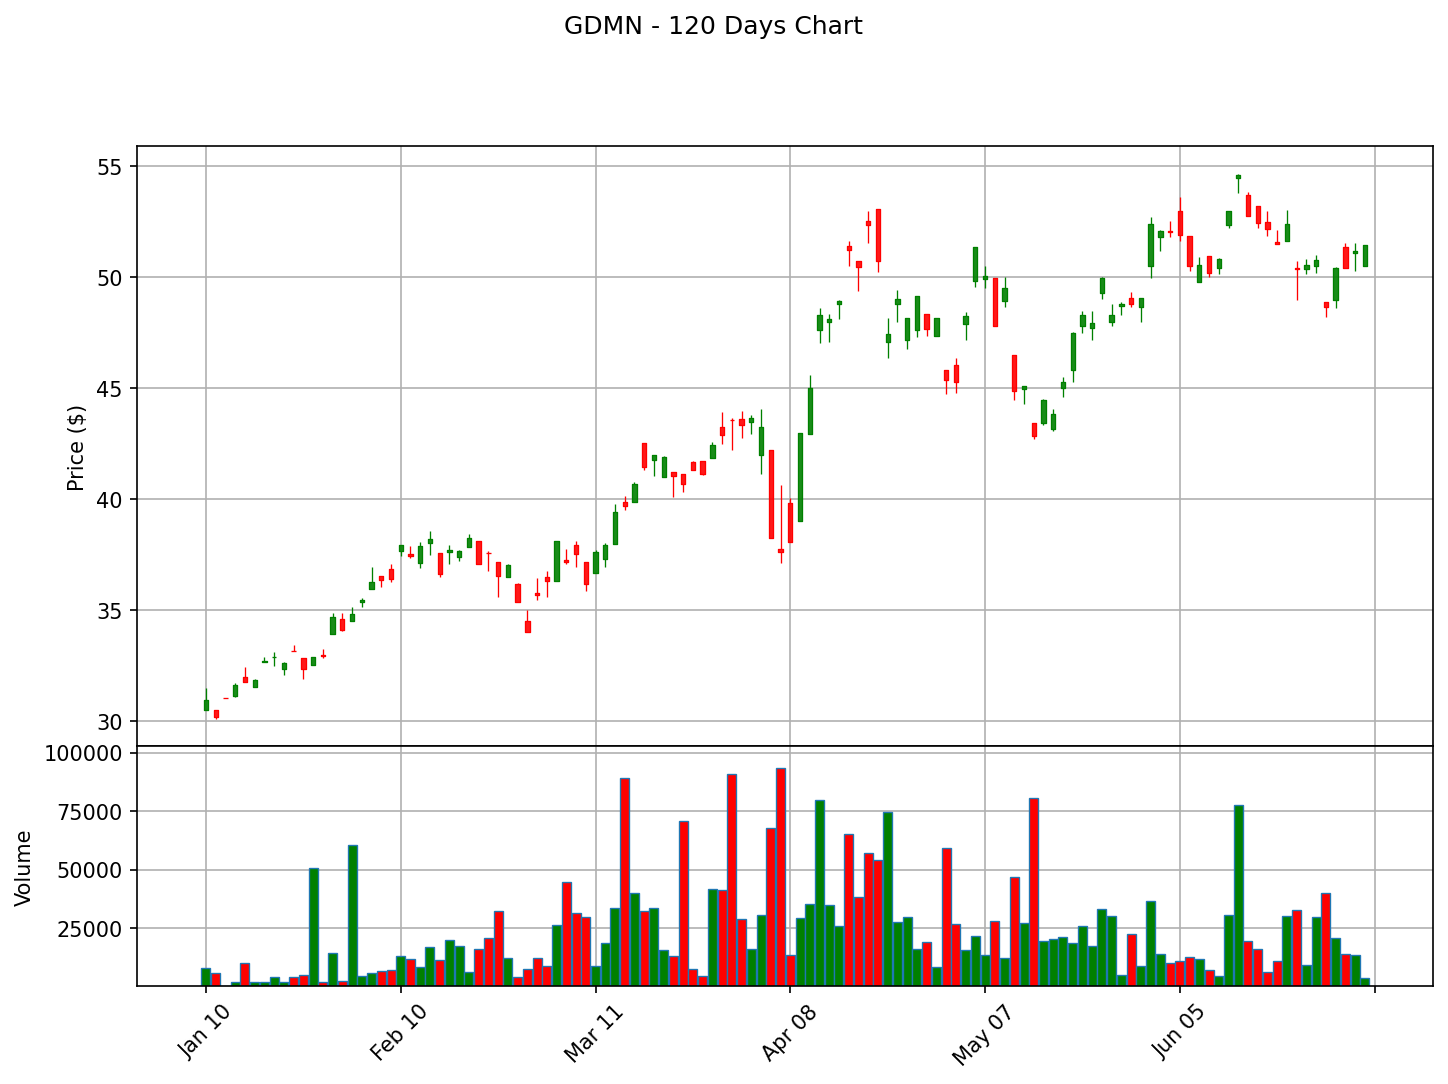 GDMN - 120 Days Chart
55
50
45
40
35
30
Price ($)
100000
75000
50000
25000
Volume
Jan 10
Feb 10
Mar 11
Apr 08
May 07
Jun 05